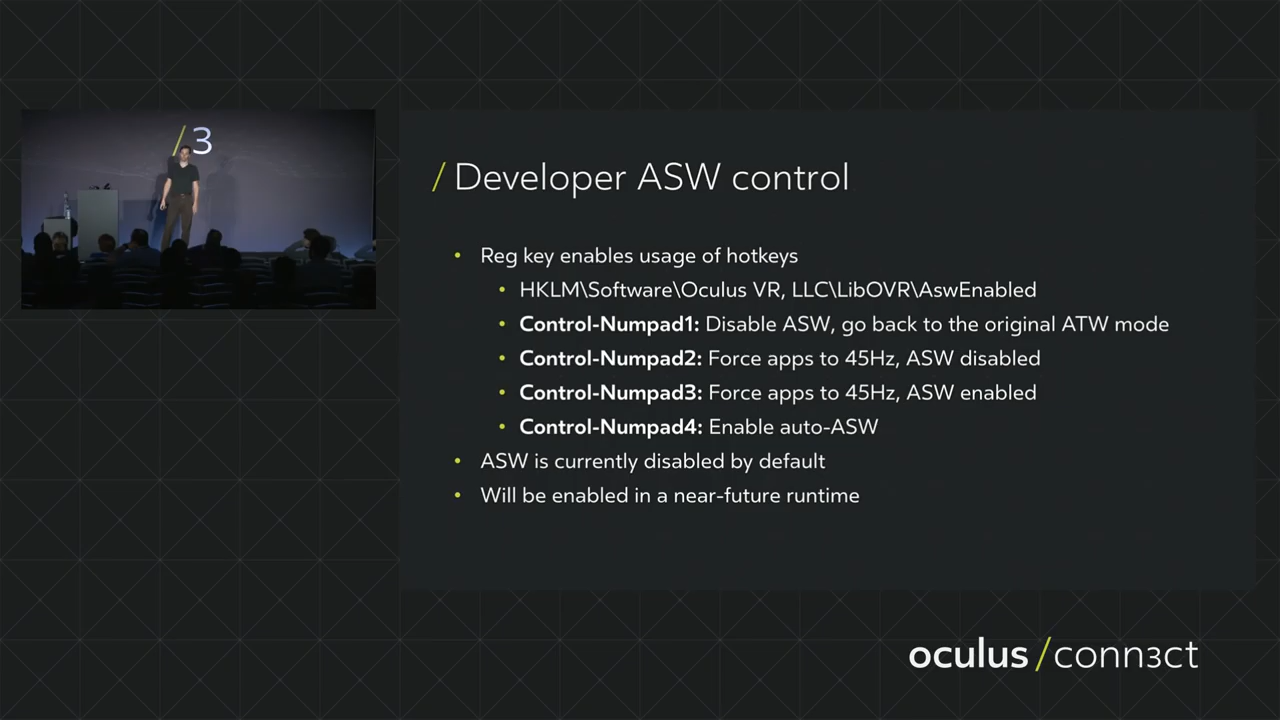 /3
/ Developer ASW control
• Reg key enables usage of hotkeys
• HKLM\Software\Oculus VR, LLC\LibOVR\AswEnabled
• Control-Numpad1: Disable ASW, go back to the original ATW mode
• Control-Numpad2: Force apps to 45Hz, ASW disabled
• Control-Numpad3: Force apps to 45Hz, ASW enabled
• Control-Numpad4: Enable auto-ASW
• ASW is currently disabled by default
• Will be enabled in a near-future runtime
oculus /conn3ct